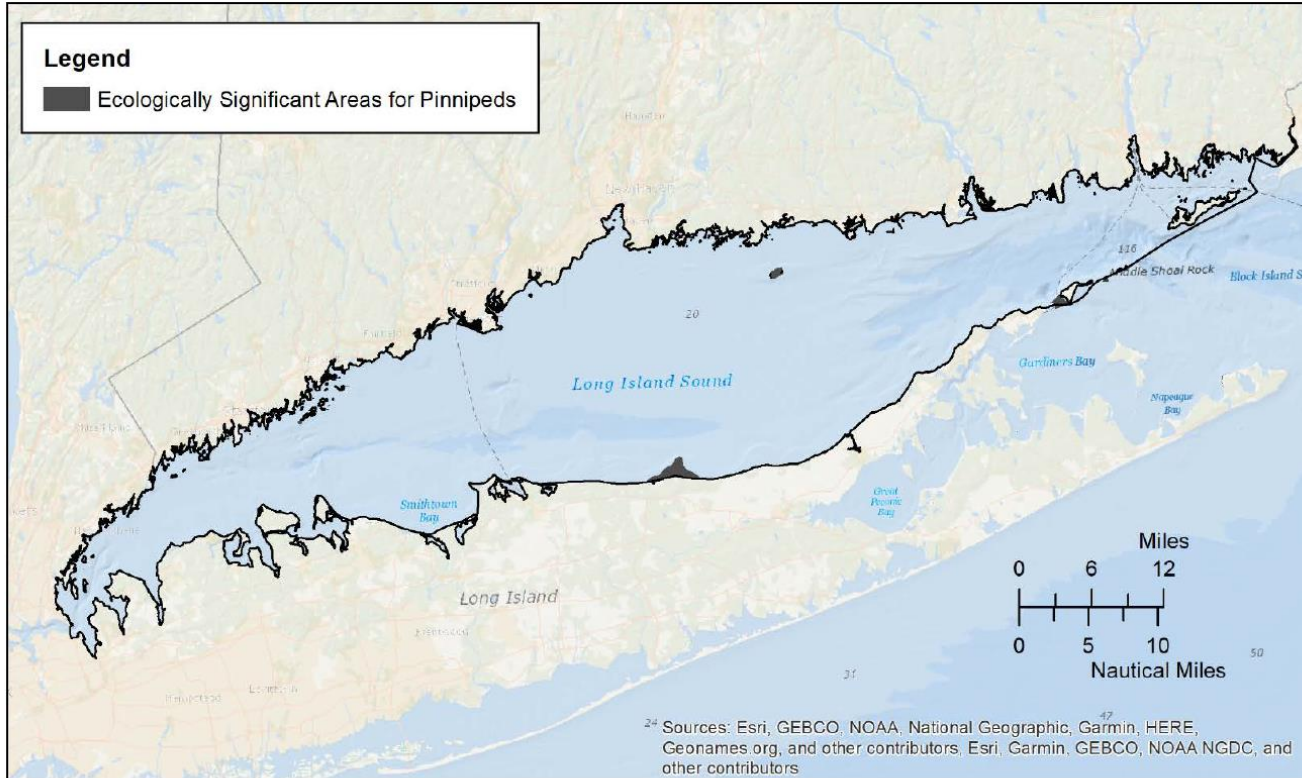 Legend
Ecologically Significant Areas for Pinnipeds
116
Middle Shoal Rock
Block Island S
20
Gardiners Bay
Long Island Sound
Napeague
Bay
Smithtown
Bay
Great
Peconic
Bay
Long Island
Miles
0 6 12
0 5 10
Nautical Miles
50
31
24
47
Sources: Esri, GEBCO, NOAA, National Geographic, Garmin, HERE,
Geonames.org, and other contributors, Esri, Garmin, GEBCO, NOAA NGDC, and
other contributors